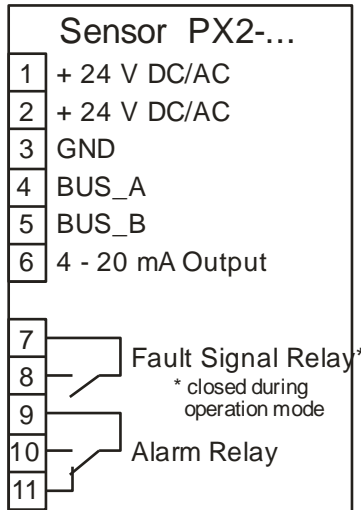 Sensor PX2-...
1 + 24 V DC/AC
2 + 24 V DC/AC
3 GND
4 BUS_A
5 BUS_B
6 4 - 20 mA Output
7
Fault Signal Relay*
8
* closed during
operation mode
9
10 Alarm Relay
11